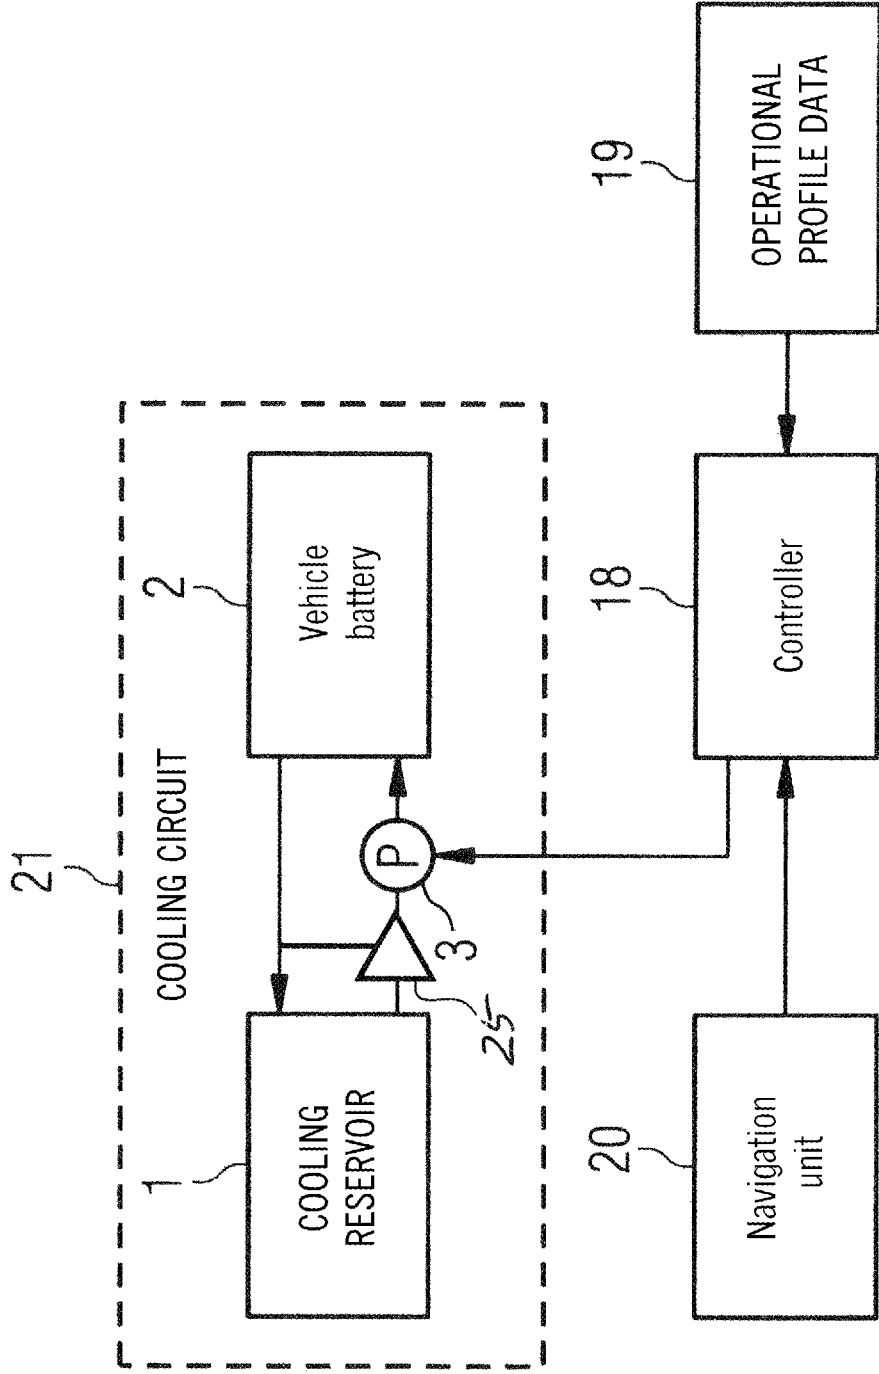 21
COOLING CIRCUIT
1
COOLING
RESERVOIR
25
3
P
2
Vehicle
battery
20
Navigation
unit
18
Controller
19
OPERATIONAL
PROFILE DATA